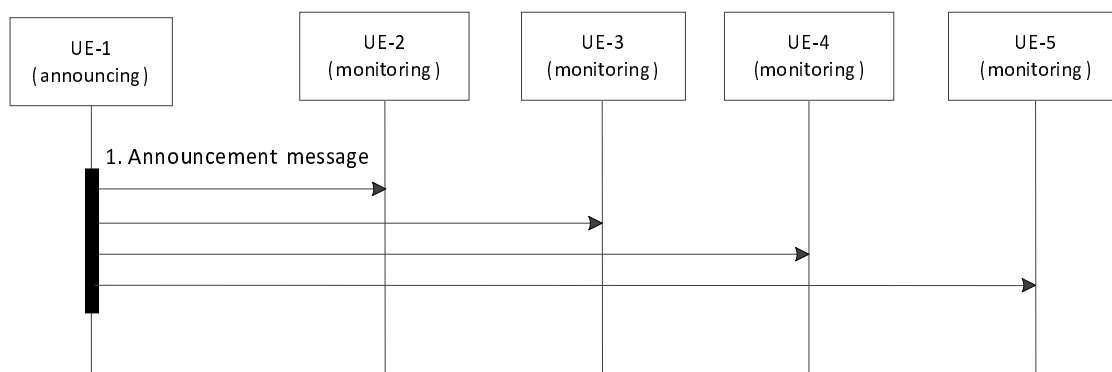 UE-1
(announcing)
UE-2
(monitoring)
UE-3
(monitoring)
UE-4
(monitoring)
UE-5
(monitoring)
1. Announcement message